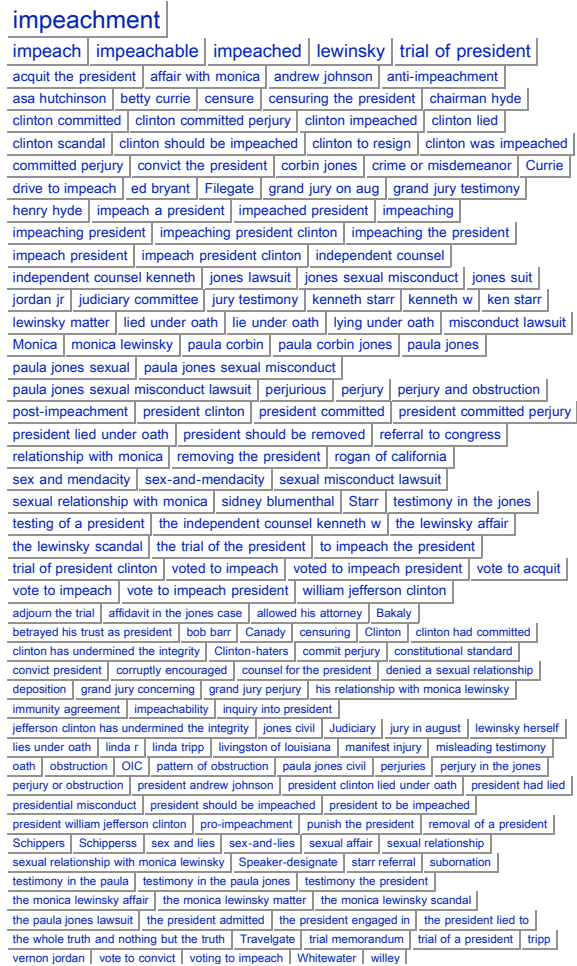 impeachment
impeach impeachable impeached lewinsky trial of president
acquit the president affair with monica andrew johnson anti-impeachment
asa hutchinson betty currie censure censuring the president chairman hyde
clinton committed clinton committed perjury clinton impeached clinton lied
clinton scandal clinton should be impeached clinton to resign clinton was impeached
committed perjury convict the president corbin jones crime or misdemeanor Currie
drive to impeach ed bryant Filegate grand jury on aug grand jury testimony
henry hyde impeach a president impeached president impeaching
impeaching president impeaching president clinton impeaching the president
impeach president impeach president clinton independent counsel
independent counsel kenneth jones lawsuit jones sexual misconduct jones suit
jordan jr judiciary committee jury testimony kenneth starr kenneth w ken starr
lewinsky matter lied under oath lie under oath lying under oath misconduct lawsuit
Monica monica lewinsky paula corbin paula corbin jones paula jones
paula jones sexual paula jones sexual misconduct
paula jones sexual misconduct lawsuit perjurious perjury perjury and obstruction
post-impeachment president clinton president committed president committed perjury
president lied under oath president should be removed referral to congress
relationship with monica removing the president rogan of california
sex and mendacity sex-and-mendacity sexual misconduct lawsuit
sexual relationship with monica sidney blumenthal Starr testimony in the jones
testing of a president the independent counsel kenneth w the lewinsky affair
the lewinsky scandal the trial of the president to impeach the president
trial of president clinton voted to impeach voted to impeach president vote to acquit
vote to impeach vote to impeach president william jefferson clinton
adjourn the trial affidavit in the jones case allowed his attorney Bakaly
betrayed his trust as president bob barr Canady censuring Clinton clinton had committed
clinton has undermined the integrity Clinton-haters commit perjury constitutional standard
convict president corruptly encouraged counsel for the president denied a sexual relationship
deposition grand jury concerning grand jury perjury his relationship with monica lewinsky
immunity agreement impeachability inquiry into president
jefferson clinton has undermined the integrity jones civil Judiciary jury in august lewinsky herself
lies under oath linda r linda tripp livingston of louisiana manifest injury misleading testimony
oath obstruction OIC pattern of obstruction paula jones civil perjuries perjury in the jones
perjury or obstruction president andrew johnson president clinton lied under oath president had lied
presidential misconduct president should be impeached president to be impeached
president william jefferson clinton pro-impeachment punish the president removal of a president
Schippers Schipperss sex and lies sex-and-lies sexual affair sexual relationship
sexual relationship with monica lewinsky Speaker-designate starr referral subornation
testimony in the paula testimony in the paula jones testimony the president
the monica lewinsky affair the monica lewinsky matter the monica lewinsky scandal
the paula jones lawsuit the president admitted the president engaged in the president lied to
the whole truth and nothing but the truth Travelgate trial memorandum trial of a president tripp
vernon jordan vote to convict voting to impeach Whitewater willey